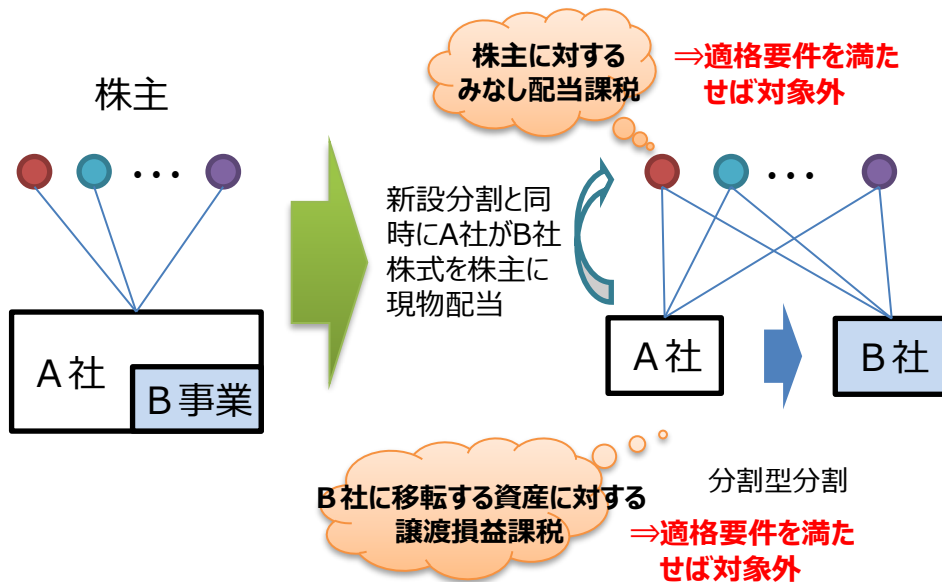 株主に対する
みなし配当課税
⇒適格要件を満た
せば対象外
株主
・・・
・・・
新設分割と同
時にA社がB社
株式を株主に
現物配当
A社
B事業
A社
B社
B社に移転する資産に対する
譲渡損益課税
分割型分割
⇒適格要件を満た
せば対象外